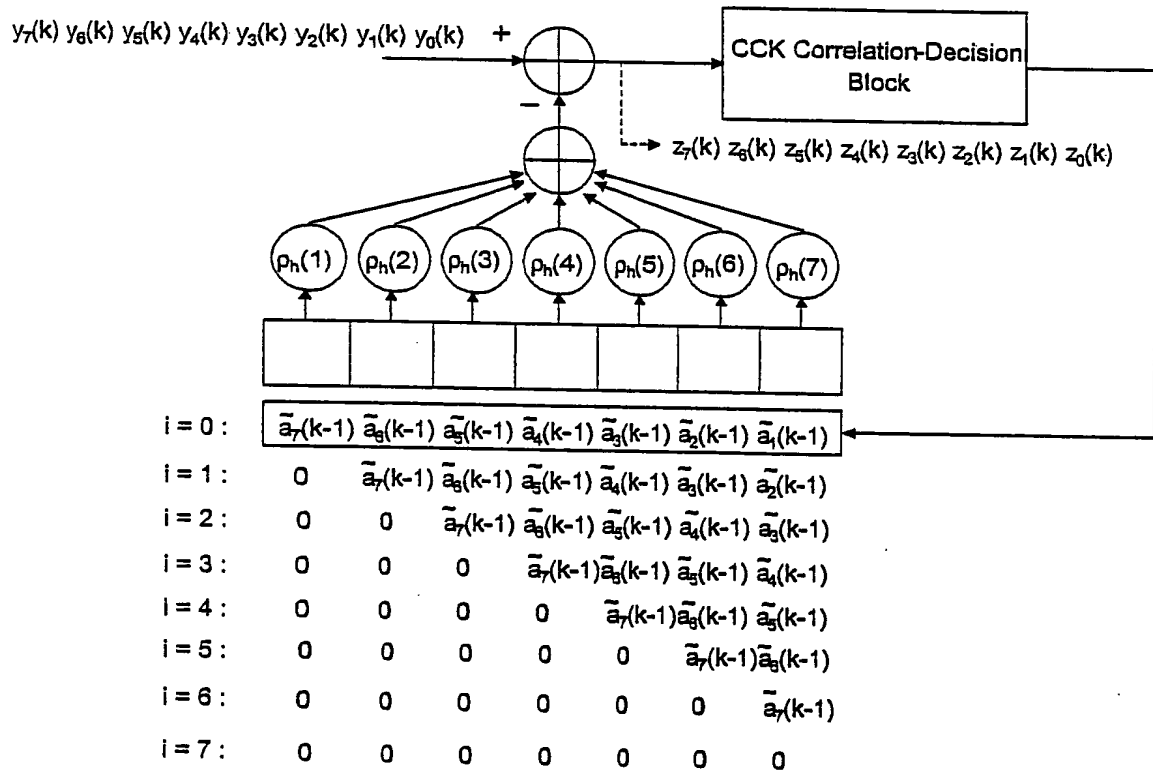 y₇(k) y₆(k) y₅(k) y₄(k) y₃(k) y₂(k) y₁(k) y₀(k) +
CCK Correlation-Decision
Block
−
z₇(k) z₆(k) z₅(k) z₄(k) z₃(k) z₂(k) z₁(k) z₀(k)
ρₕ(1) ρₕ(2) ρₕ(3) ρₕ(4) ρₕ(5) ρₕ(6) ρₕ(7)
i = 0 : ã₇(k-1) ã₆(k-1) ã₅(k-1) ã₄(k-1) ã₃(k-1) ã₂(k-1) ã₁(k-1)
i = 1 : 0 ã₇(k-1) ã₆(k-1) ã₅(k-1) ã₄(k-1) ã₃(k-1) ã₂(k-1)
i = 2 : 0 0 ã₇(k-1) ã₆(k-1) ã₅(k-1) ã₄(k-1) ã₃(k-1)
i = 3 : 0 0 0 ã₇(k-1) ã₆(k-1) ã₅(k-1) ã₄(k-1)
i = 4 : 0 0 0 0 ã₇(k-1) ã₆(k-1) ã₅(k-1)
i = 5 : 0 0 0 0 0 ã₇(k-1) ã₆(k-1)
i = 6 : 0 0 0 0 0 0 ã₇(k-1)
i = 7 : 0 0 0 0 0 0 0